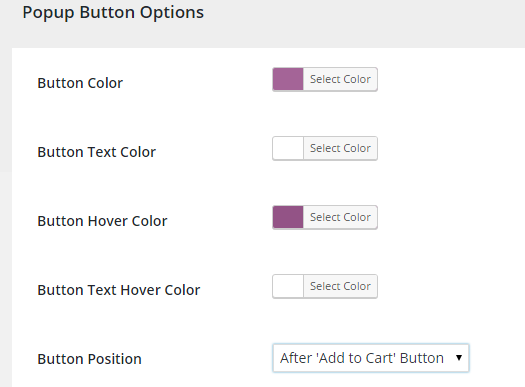 Popup Button Options
Button Color Select Color
Button Text Color Select Color
Button Hover Color Select Color
Button Text Hover Color Select Color
Button Position After 'Add to Cart' Button